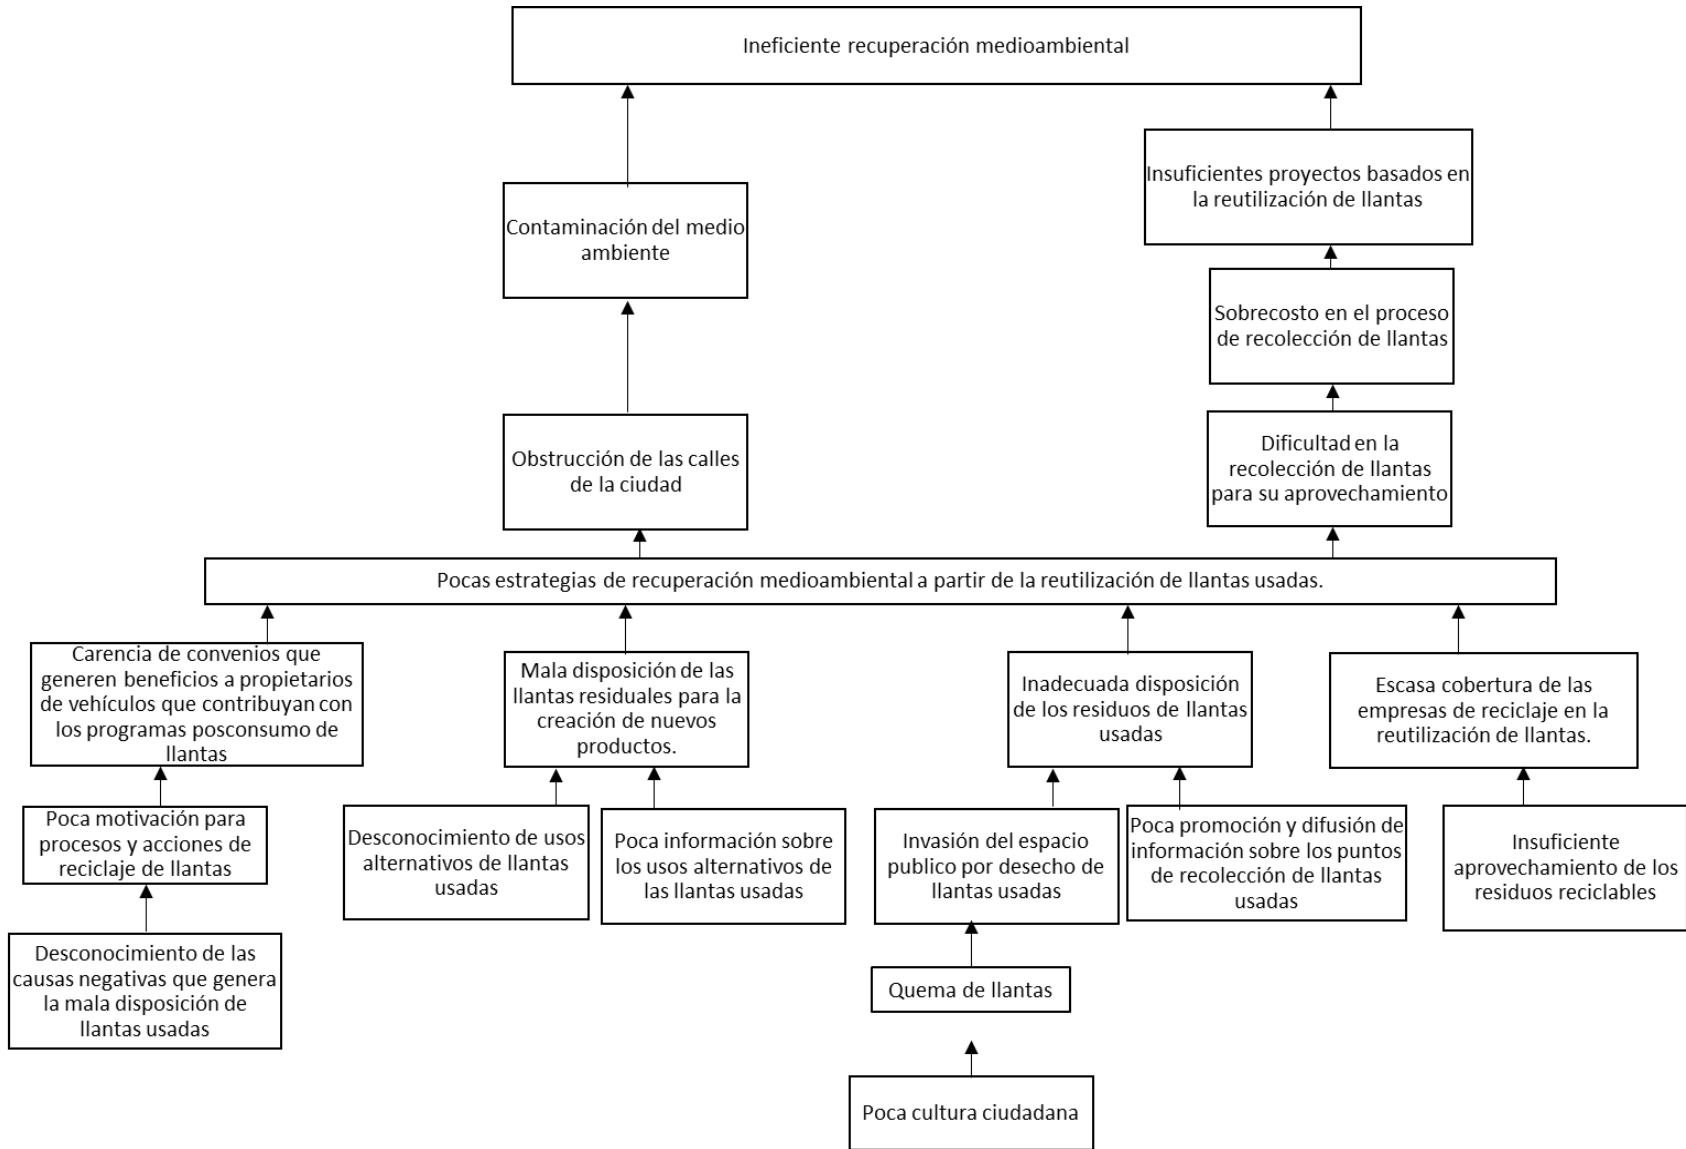 Ineficiente recuperación medioambiental
Insuficientes proyectos basados en
la reutilización de llantas
Contaminación del medio
ambiente
Sobrecosto en el proceso
de recolección de llantas
Obstrucción de las calles
de la ciudad
Dificultad en la
recolección de llantas
para su aprovechamiento
Pocas estrategias de recuperación medioambiental a partir de la reutilización de llantas usadas.
Carencia de convenios que
generen beneficios a propietarios
de vehículos que contribuyan con
los programas posconsumo de
llantas
Mala disposición de las
llantas residuales para la
creación de nuevos
productos.
Inadecuada disposición
de los residuos de llantas
usadas
Escasa cobertura de las
empresas de reciclaje en la
reutilización de llantas.
Poca motivación para
procesos y acciones de
reciclaje de llantas
Desconocimiento de usos
alternativos de llantas
usadas
Poca información sobre
los usos alternativos de
las llantas usadas
Invasión del espacio
publico por desecho de
llantas usadas
Poca promoción y difusión de
información sobre los puntos
de recolección de llantas
usadas
Insuficiente
aprovechamiento de los
residuos reciclables
Desconocimiento de las
causas negativas que genera
la mala disposición de
llantas usadas
Quema de llantas
Poca cultura ciudadana